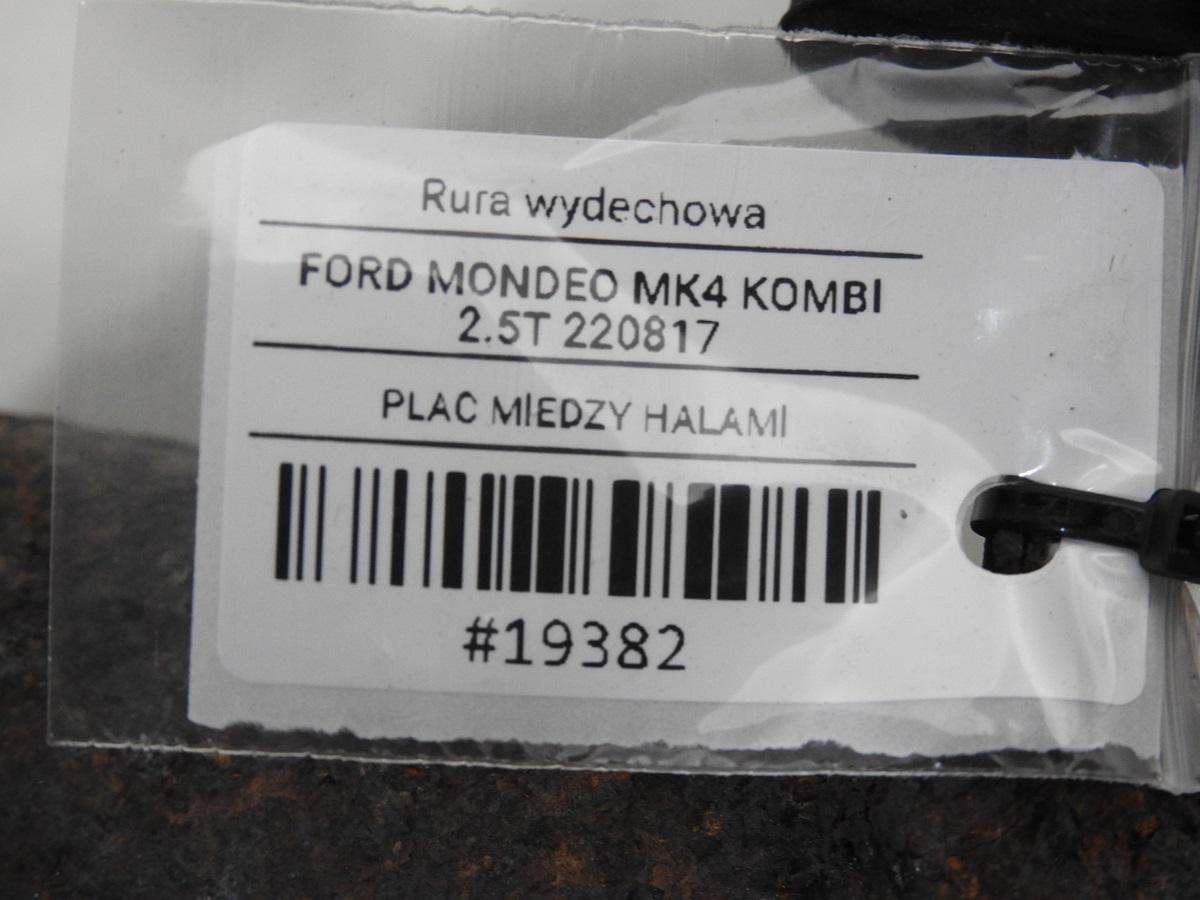 Rura wydechowa
FORD MONDEO MK4 KOMBI
2.5T 220817
PLAC MIEDZY HALAMI
#19382